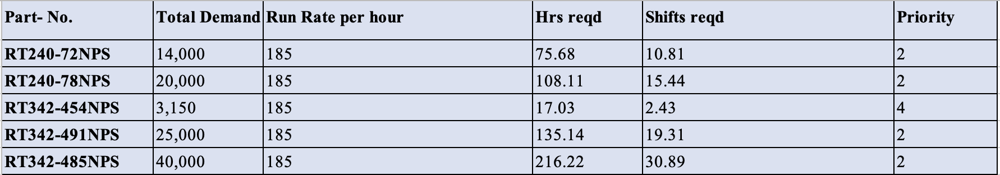 Part- No. Total Demand Run Rate per hour Hrs reqd Shifts reqd Priority
RT240-72NPS 14,000 185 75.68 10.81 2
RT240-78NPS 20,000 185 108.11 15.44 2
RT342-454NPS 3,150 185 17.03 2.43 4
RT342-491NPS 25,000 185 135.14 19.31 2
RT342-485NPS 40,000 185 216.22 30.89 2